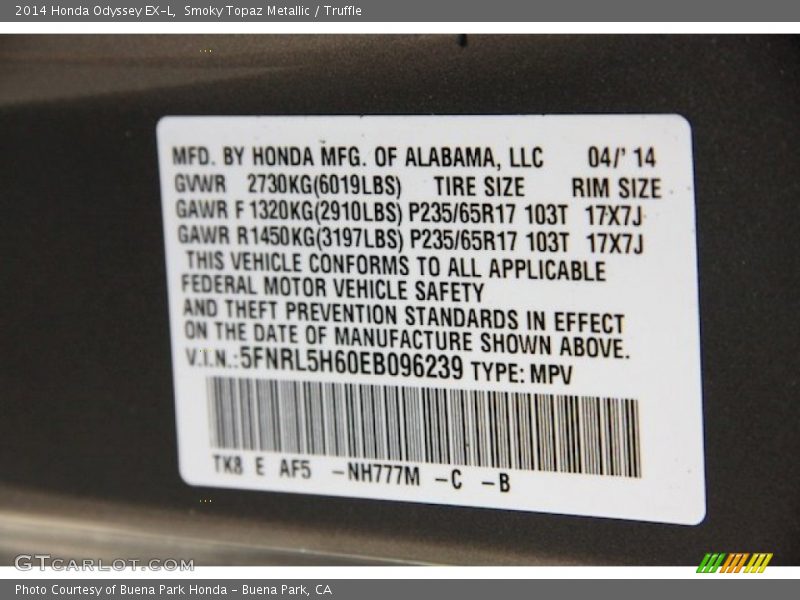 2014 Honda Odyssey EX-L, Smoky Topaz Metallic / Truffle
MFD. BY HONDA MFG. OF ALABAMA, LLC 04/' 14
GVWR 2730KG(6019LBS) TIRE SIZE RIM SIZE
GAWR F 1320KG(2910LBS) P235/65R17 103T 17X7J
GAWR R1450KG(3197LBS) P235/65R17 103T 17X7J
THIS VEHICLE CONFORMS TO ALL APPLICABLE
FEDERAL MOTOR VEHICLE SAFETY
AND THEFT PREVENTION STANDARDS IN EFFECT
ON THE DATE OF MANUFACTURE SHOWN ABOVE.
V.I.N.:5FNRL5H60EB096239 TYPE: MPV
TK8 E AF5 -NH777M -C -B
GTCARLOT.COM
Photo Courtesy of Buena Park Honda - Buena Park, CA